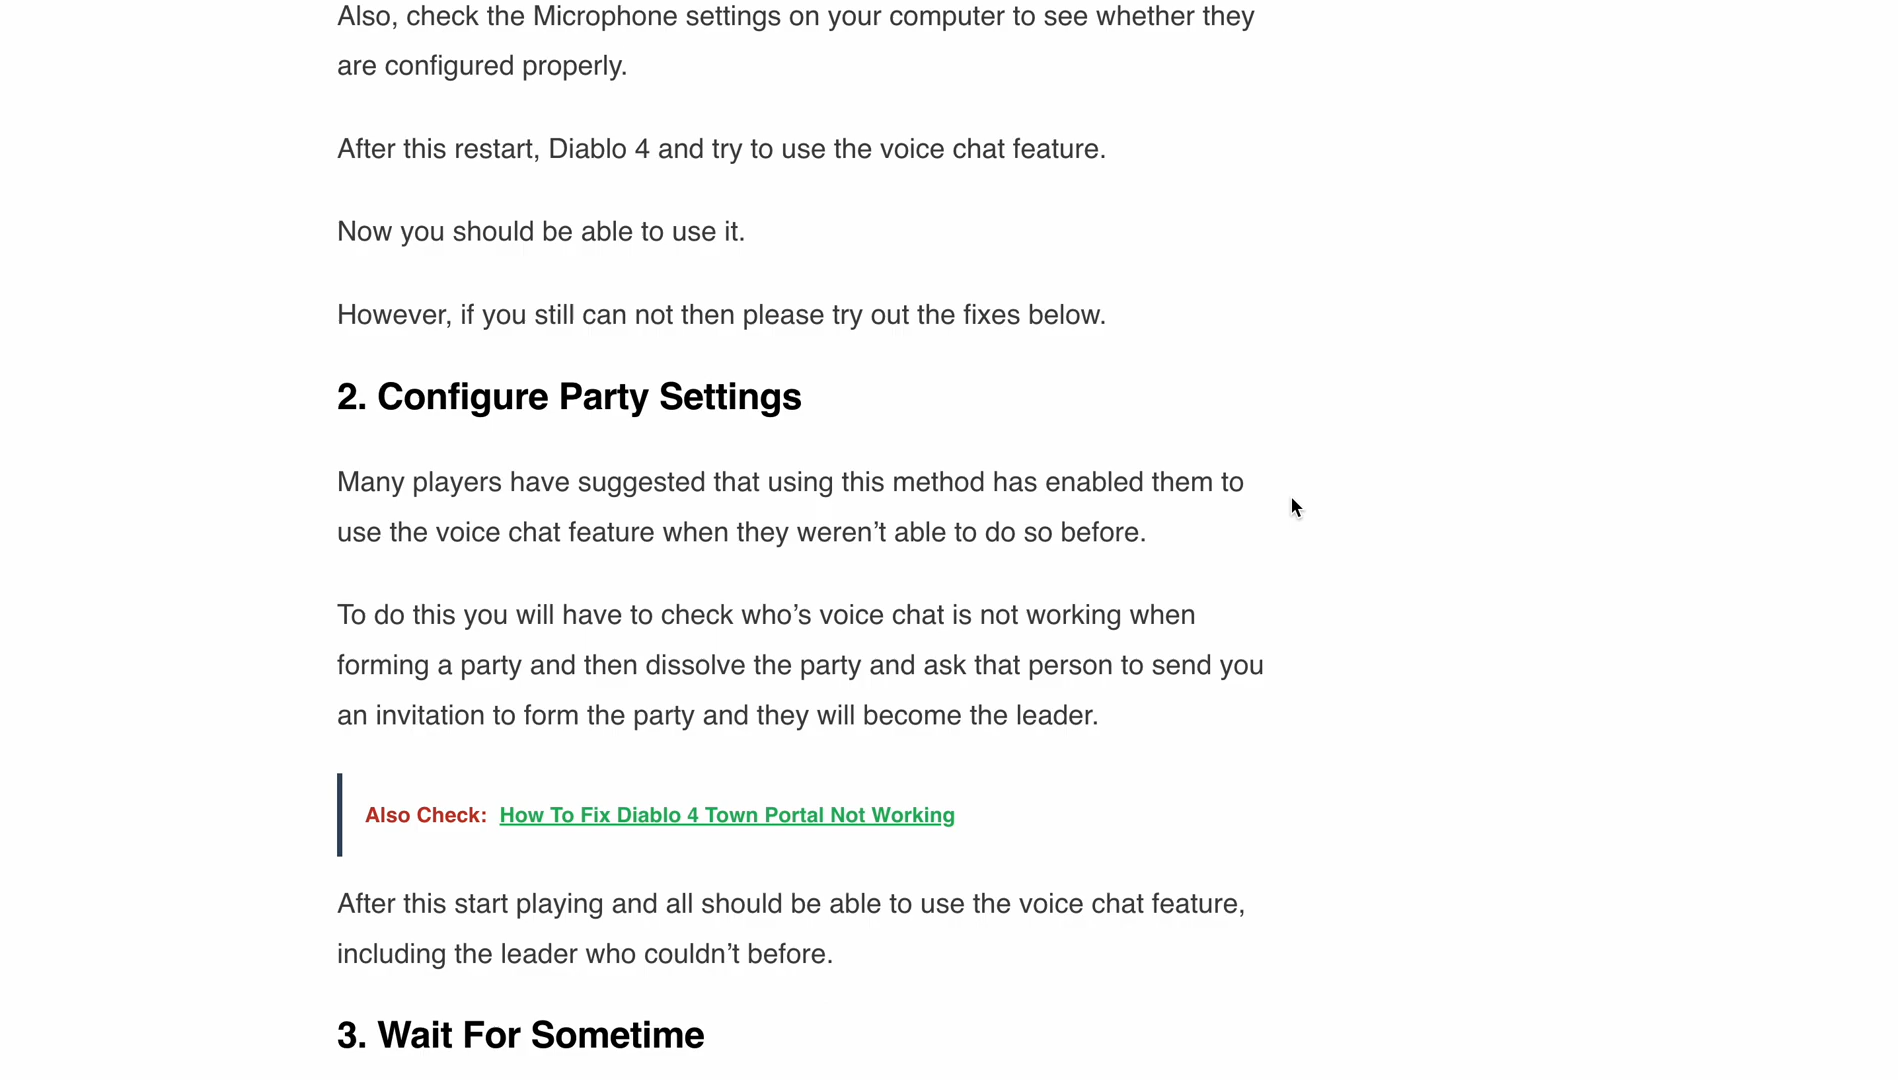 Also, check the Microphone settings on your computer to see whether they
are configured properly.
After this restart, Diablo 4 and try to use the voice chat feature.
Now you should be able to use it.
However, if you still can not then please try out the fixes below.
2. Configure Party Settings
Many players have suggested that using this method has enabled them to
use the voice chat feature when they weren’t able to do so before.
To do this you will have to check who’s voice chat is not working when
forming a party and then dissolve the party and ask that person to send you
an invitation to form the party and they will become the leader.
Also Check: How To Fix Diablo 4 Town Portal Not Working
After this start playing and all should be able to use the voice chat feature,
including the leader who couldn’t before.
3. Wait For Sometime